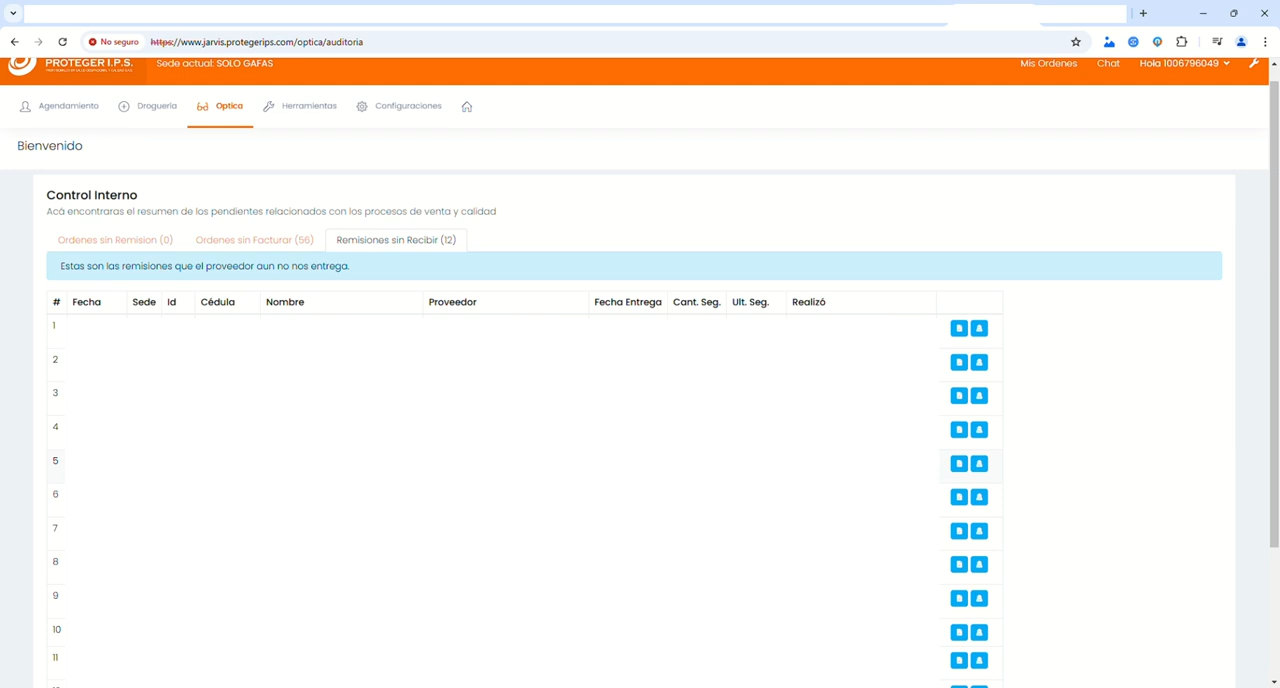 No seguro
https://www.jarvis.protegerips.com/optica/auditoria
PROTEGER I.P.S.
Sede actual: SOLO GAFAS
Mis Ordenes
Chat
Hola 1006796049
Agendamiento
Droguería
Optica
Herramientas
Configuraciones
Bienvenido
Control Interno
Acá encontraras el resumen de los pendientes relacionados con los procesos de venta y calidad
Ordenes sin Remision (0)
Ordenes sin Facturar (56)
Remisiones sin Recibir (12)
Estas son las remisiones que el proveedor aun no nos entrega.
# Fecha Sede Id Cédula Nombre Proveedor Fecha Entrega Cant. Seg. Ult. Seg. Realizó
1
2
3
4
5
6
7
8
9
10
11